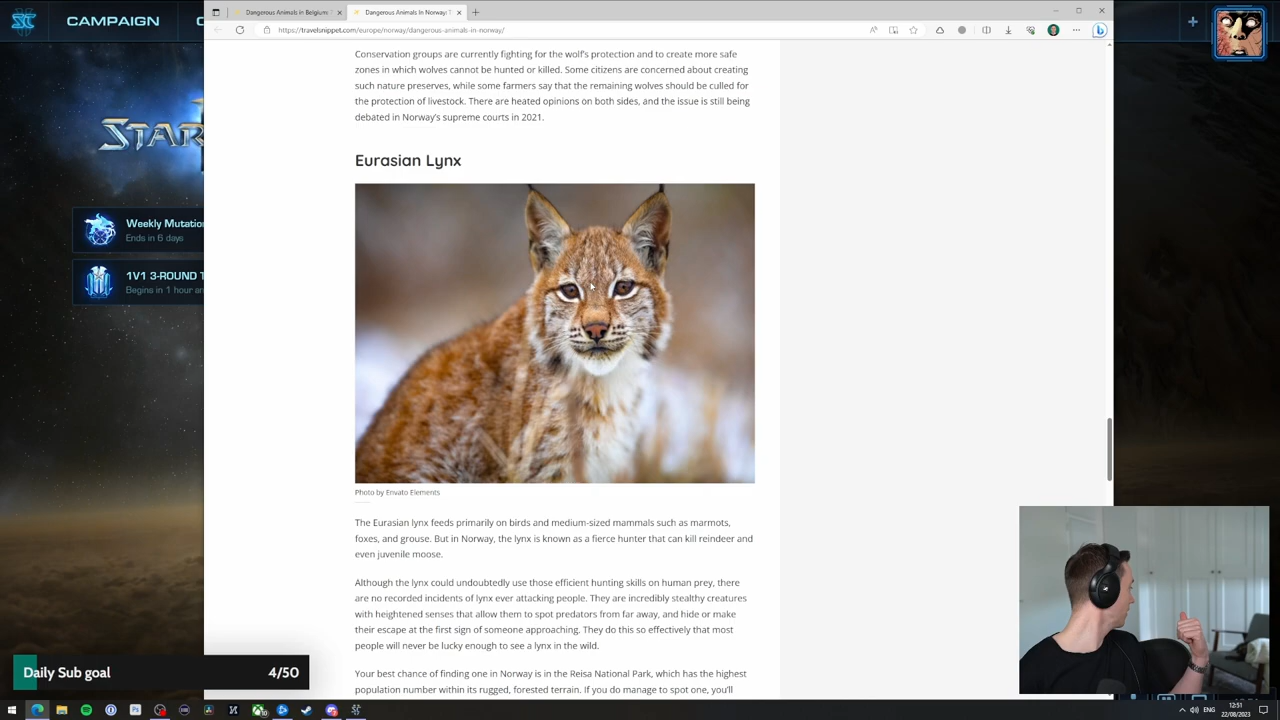 CAMPAIGN
Dangerous Animals in Belgium: T
Dangerous Animals In Norway: T
https://travelsnippet.com/europe/norway/dangerous-animals-in-norway/
Weekly Mutatio
Ends in 6 days
1V1 3-ROUND T
Begins in 1 hour an
Conservation groups are currently fighting for the wolf's protection and to create more safe
zones in which wolves cannot be hunted or killed. Some citizens are concerned about creating
such nature preserves, while some farmers say that the remaining wolves should be culled for
the protection of livestock. There are heated opinions on both sides, and the issue is still being
debated in Norway's supreme courts in 2021.
Eurasian Lynx
Photo by Envato Elements
The Eurasian lynx feeds primarily on birds and medium-sized mammals such as marmots,
foxes, and grouse. But in Norway, the lynx is known as a fierce hunter that can kill reindeer and
even juvenile moose.
Although the lynx could undoubtedly use those efficient hunting skills on human prey, there
are no recorded incidents of lynx ever attacking people. They are incredibly stealthy creatures
with heightened senses that allow them to spot predators from far away, and hide or make
their escape at the first sign of someone approaching. They do this so effectively that most
people will never be lucky enough to see a lynx in the wild.
Your best chance of finding one in Norway is in the Reisa National Park, which has the highest
population number within its rugged, forested terrain. If you do manage to spot one, you'll
Daily Sub goal
4/50
ENG
12:51
22/08/2023